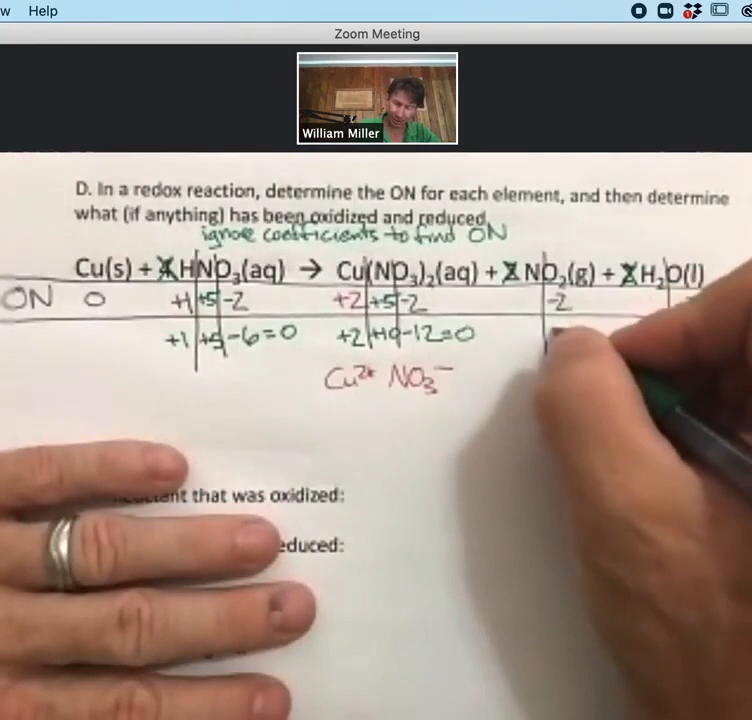 w Help
Zoom Meeting
William Miller
D. In a redox reaction, determine the ON for each element, and then determine
what (if anything) has been oxidized and reduced.
ignore coefficients to find ON
Cu(s) + HNO₃(aq) → Cu(NO₃)₂(aq) + 2 NO₂(g) + 2 H₂O(l)
ON 0 +1 +5 -2 +2 +5 -2 -2
+1 +5 -6=0 +2 +10 -12=0
Cu²⁺ NO₃⁻
that was oxidized:
educed: